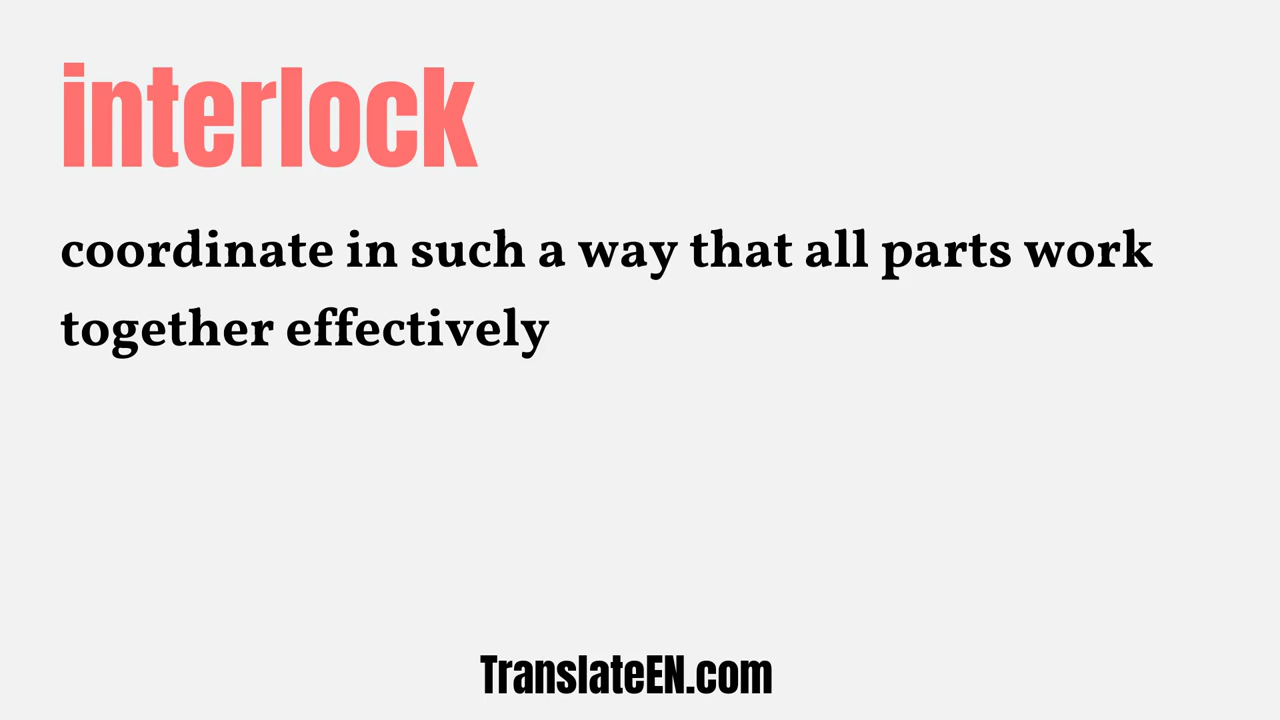 interlock
coordinate in such a way that all parts work
together effectively
TranslateEN.com